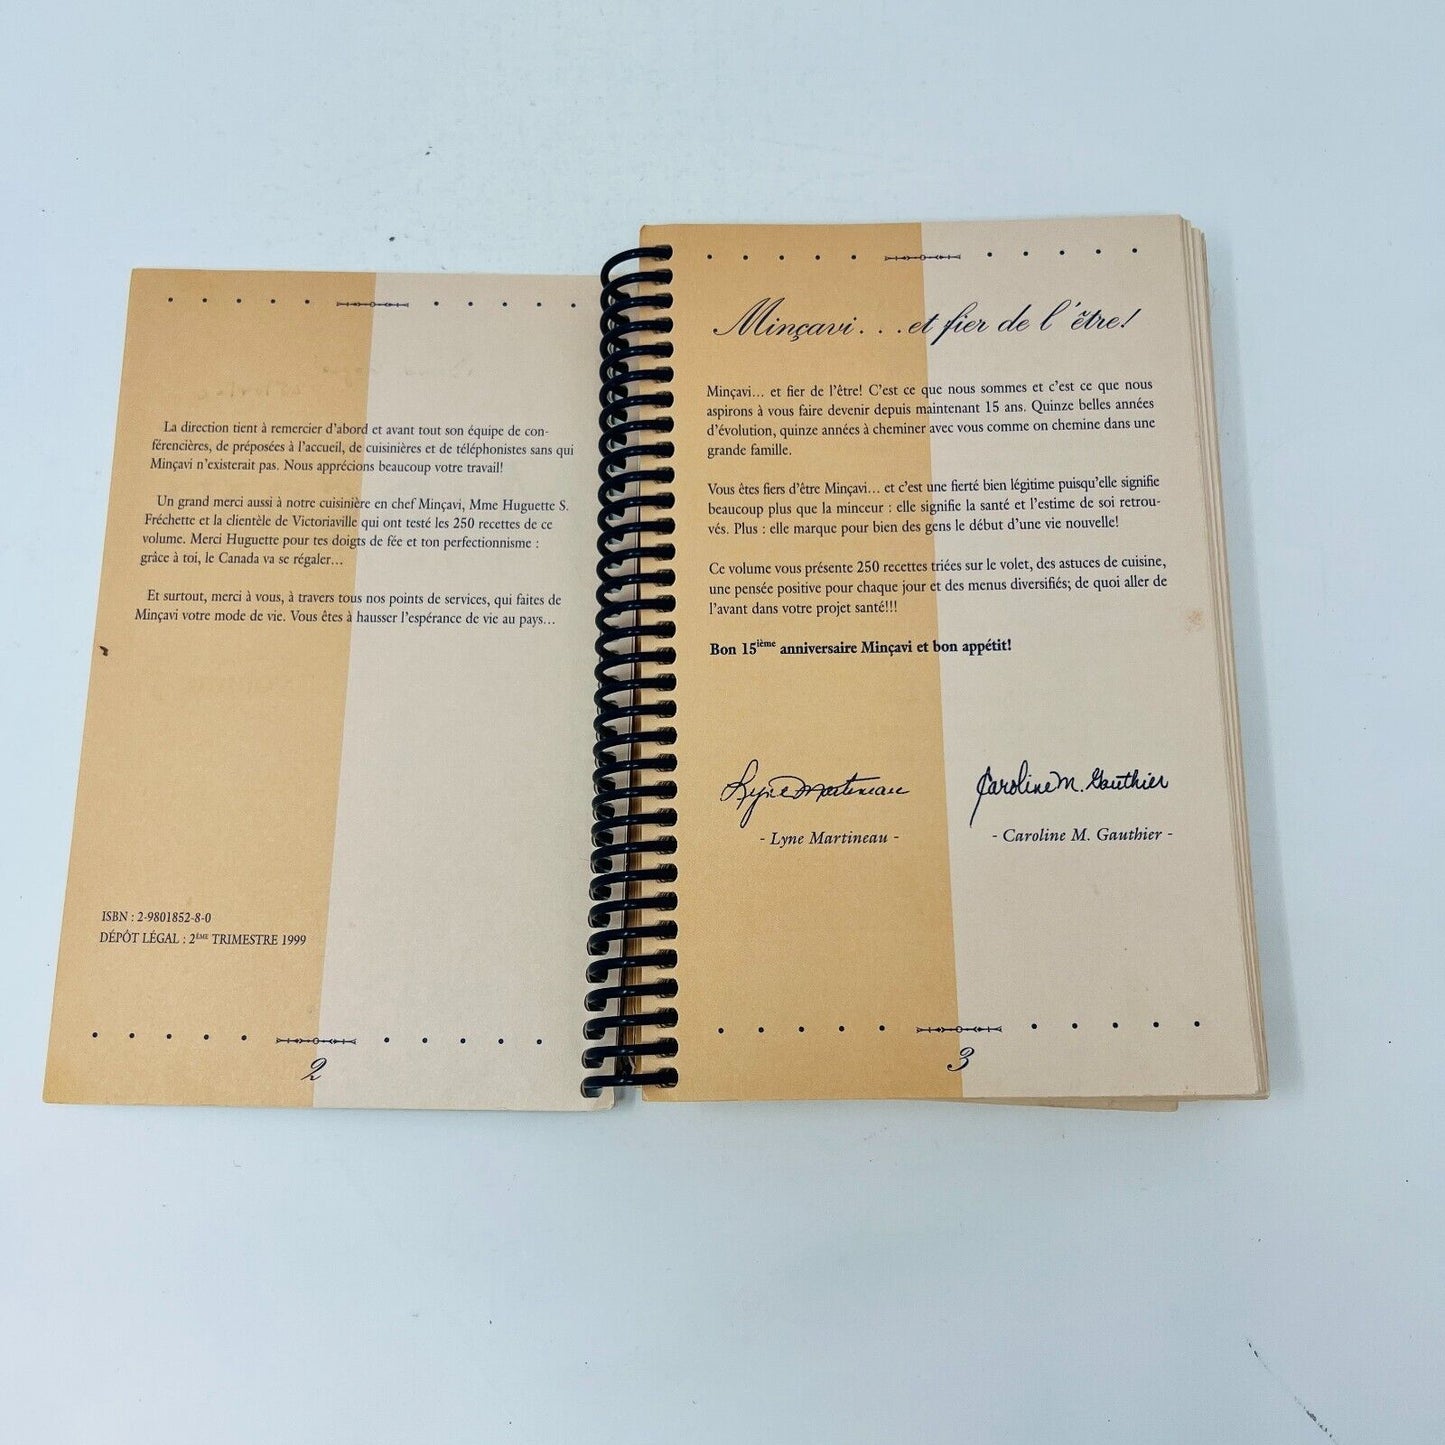 La direction tient à remercier d'abord et avant tout son équipe de con-
férencières, de préposées à l'accueil, de cuisinières et de téléphonistes sans qui
Minçavi n'existerait pas. Nous apprécions beaucoup votre travail!
Un grand merci aussi à notre cuisinière en chef Minçavi, Mme Huguette S.
Fréchette et la clientèle de Victoriaville qui ont testé les 250 recettes de ce
volume. Merci Huguette pour tes doigts de fée et ton perfectionnisme :
grâce à toi, le Canada va se régaler...
Et surtout, merci à vous, à travers tous nos points de services, qui faites de
Minçavi votre mode de vie. Vous êtes à hausser l'espérance de vie au pays...
ISBN : 2-9801852-8-0
DÉPÔT LÉGAL : 2ÈME TRIMESTRE 1999
2
Minçavi...et fier de l'être!
Minçavi... et fier de l'être! C'est ce que nous sommes et c'est ce que nous
aspirons à vous faire devenir depuis maintenant 15 ans. Quinze belles années
d'évolution, quinze années à cheminer avec vous comme on chemine dans une
grande famille.
Vous êtes fiers d'être Minçavi... et c'est une fierté bien légitime puisqu'elle signifie
beaucoup plus que la minceur : elle signifie la santé et l'estime de soi retrou-
vés. Plus : elle marque pour bien des gens le début d'une vie nouvelle!
Ce volume vous présente 250 recettes triées sur le volet, des astuces de cuisine,
une pensée positive pour chaque jour et des menus diversifiés; de quoi aller de
l'avant dans votre projet santé!!!
Bon 15ième anniversaire Minçavi et bon appétit!
Lyne Martineau Caroline M. Gauthier
- Lyne Martineau - - Caroline M. Gauthier -
3